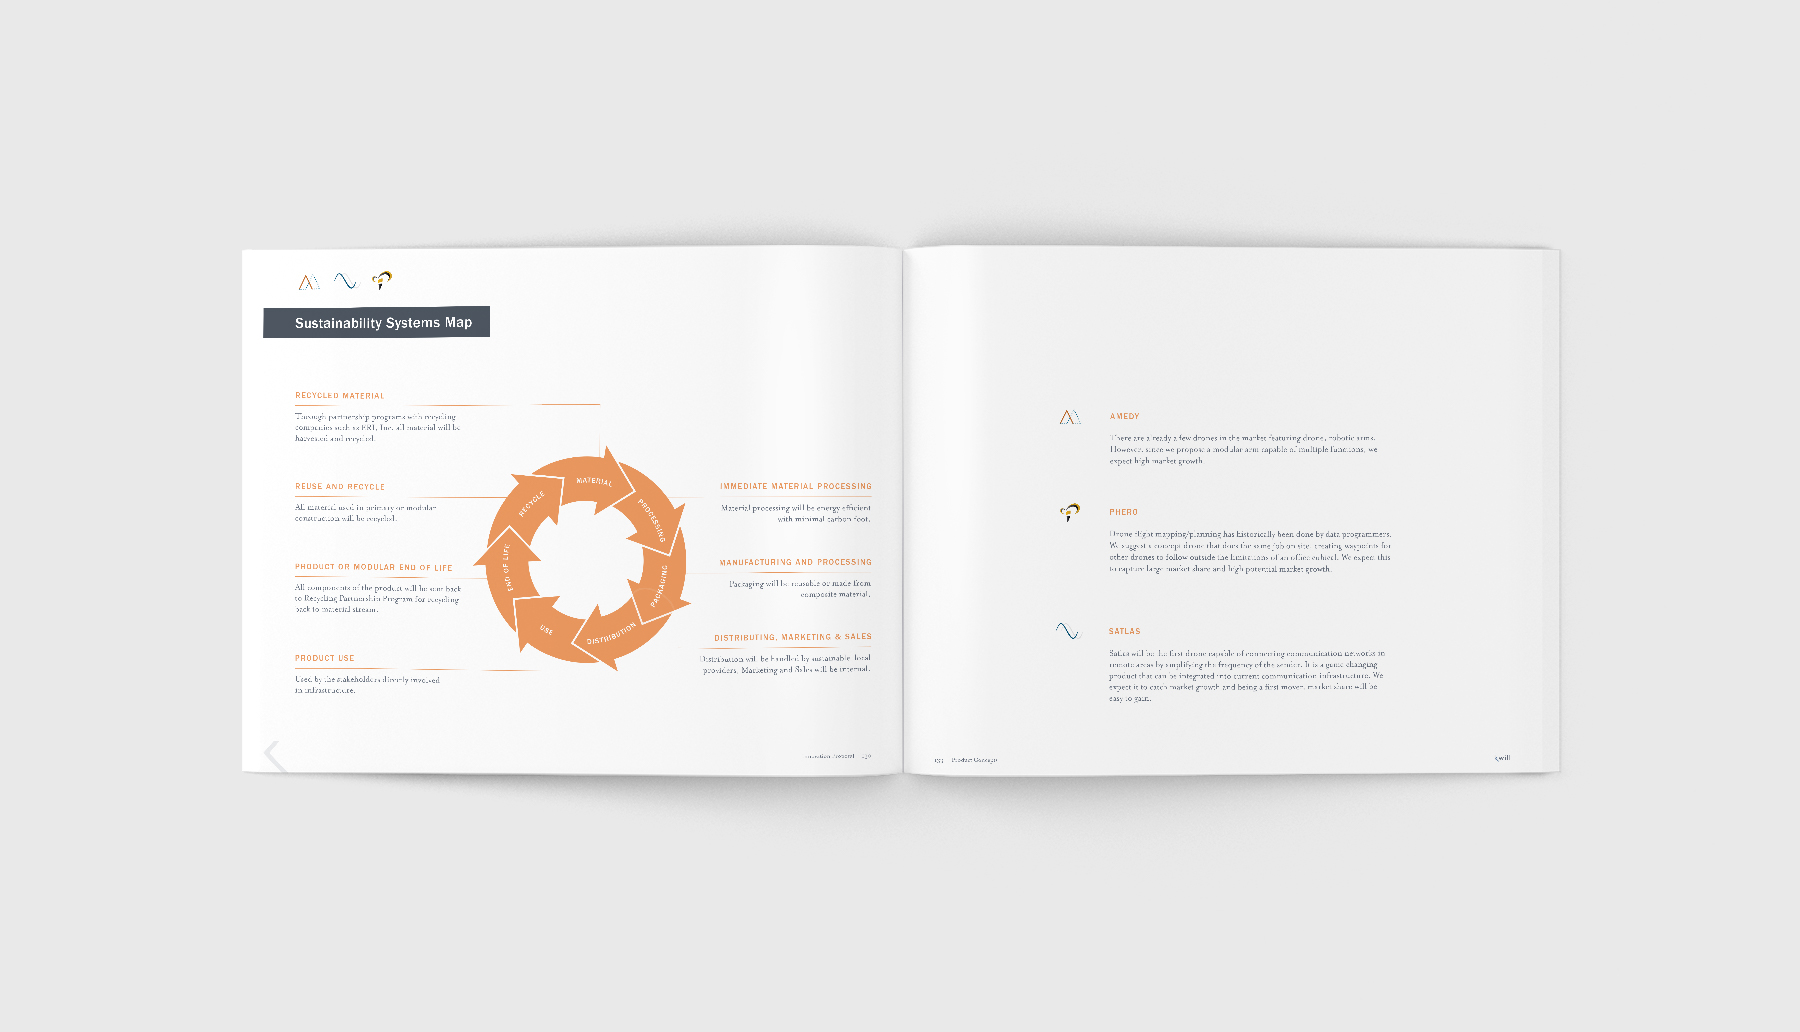 Sustainability Systems Map
RECYCLED MATERIAL
Through partnership programs with recycling
companies such as ERI, Inc. all material will be
harvested and recycled.
REUSE AND RECYCLE
All material used in primary or modular
construction will be recycled.
PRODUCT OR MODULAR END OF LIFE
All components of the product will be sent back
to Recycling Partnership Program for recycling
back to material stream.
PRODUCT USE
Used by the stakeholders directly involved
in infrastructure.
MATERIAL
PROCESSING
PACKAGING
DISTRIBUTION
USE
END OF LIFE
RECYCLE
IMMEDIATE MATERIAL PROCESSING
Material processing will be energy efficient
with minimal carbon foot.
MANUFACTURING AND PROCESSING
Packaging will be reusable or made from
composite material.
DISTRIBUTING, MARKETING & SALES
Distribution will be handled by sustainable local
providers. Marketing and Sales will be internal.
AMEDY
There are already a few drones in the market featuring drone, robotic arms.
However, since we propose a modular arm capable of multiple functions, we
expect high market growth.
PHERO
Drone flight mapping/planning has historically been done by data programmers.
We suggest a concept drone that does the same job on site, creating waypoints for
other drones to follow outside the limitations of an office cubicel. We expect this
to capture large market share and high potential market growth.
SATLAS
Satlas will be the first drone capable of connecting communication networks in
remote areas by amplifying the frequency of the sender. It is a game changing
product that can be integrated into current communication infrastructure. We
expect it to catch market growth and being a first mover, market share will be
easy to gain.
Product Concepts